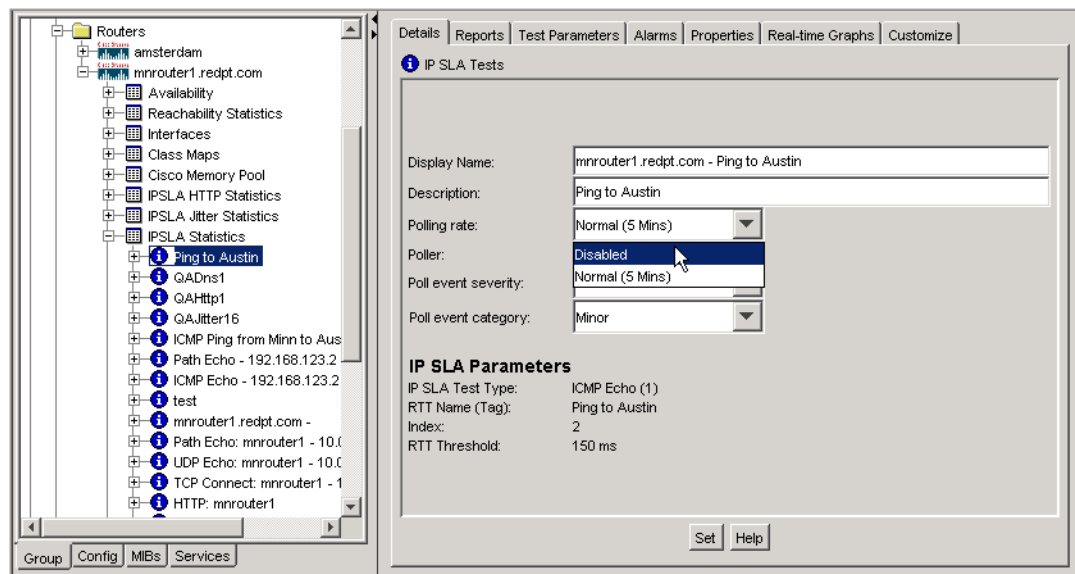 Routers
amsterdam
mnrouter1.redpt.com
Availability
Reachability Statistics
Interfaces
Class Maps
Cisco Memory Pool
IPSLA HTTP Statistics
IPSLA Jitter Statistics
IPSLA Statistics
Ping to Austin
QADns1
QAHttp1
QAJitter16
ICMP Ping from Minn to Aus
Path Echo - 192.168.123.2
ICMP Echo - 192.168.123.2
test
mnrouter1.redpt.com -
Path Echo: mnrouter1 - 10.0
UDP Echo: mnrouter1 - 10.0
TCP Connect: mnrouter1 - 1
HTTP: mnrouter1
Group Config MIBs Services
Details Reports Test Parameters Alarms Properties Real-time Graphs Customize
IP SLA Tests
Display Name: mnrouter1.redpt.com - Ping to Austin
Description: Ping to Austin
Polling rate: Normal (5 Mins)
Poller: Disabled
Normal (5 Mins)
Poll event severity:
Poll event category: Minor
IP SLA Parameters
IP SLA Test Type: ICMP Echo (1)
RTT Name (Tag): Ping to Austin
Index: 2
RTT Threshold: 150 ms
Set Help